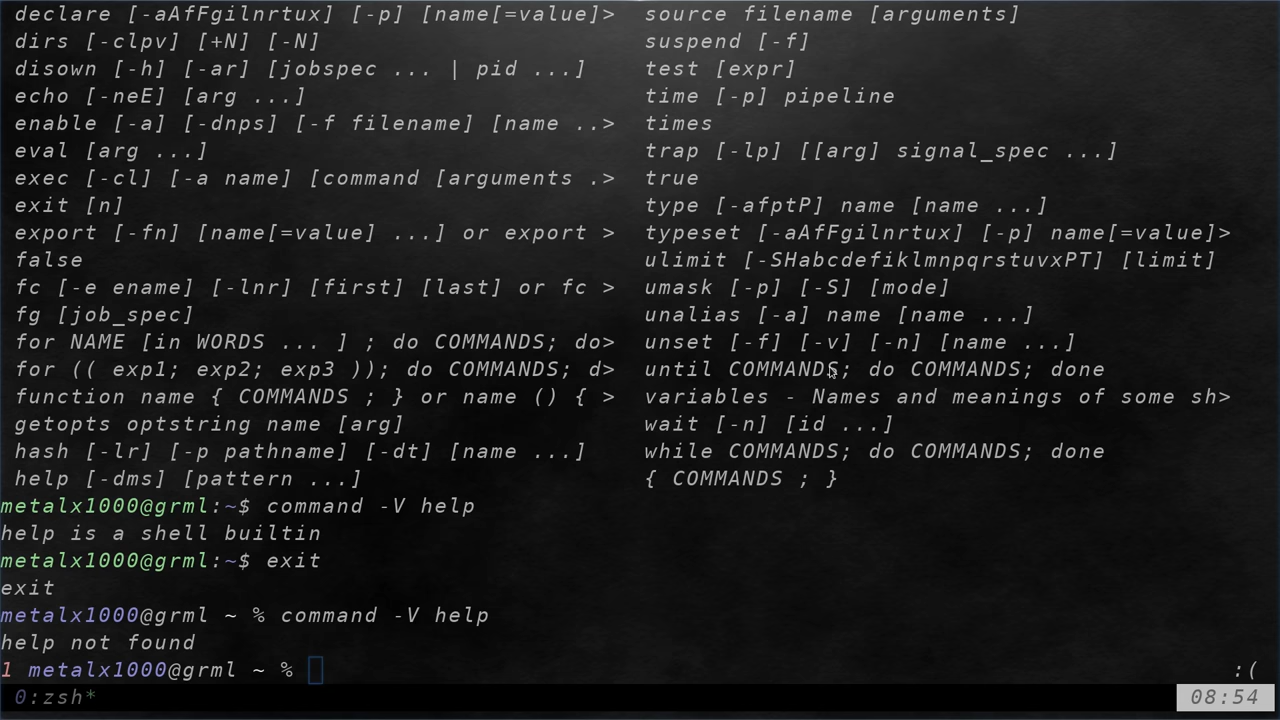 declare [-aAfFgilnrtux] [-p] [name[=value]>  source filename [arguments]
dirs [-clpv] [+N] [-N]  suspend [-f]
disown [-h] [-ar] [jobspec ... | pid ...]  test [expr]
echo [-neE] [arg ...]  time [-p] pipeline
enable [-a] [-dnps] [-f filename] [name ..>  times
eval [arg ...]  trap [-lp] [[arg] signal_spec ...]
exec [-cl] [-a name] [command [arguments .>  true
exit [n]  type [-afptP] name [name ...]
export [-fn] [name[=value] ...] or export >  typeset [-aAfFgilnrtux] [-p] name[=value]>
false  ulimit [-SHabcdefiklmnpqrstuvxPT] [limit]
fc [-e ename] [-lnr] [first] [last] or fc >  umask [-p] [-S] [mode]
fg [job_spec]  unalias [-a] name [name ...]
for NAME [in WORDS ... ] ; do COMMANDS; do>  unset [-f] [-v] [-n] [name ...]
for (( exp1; exp2; exp3 )); do COMMANDS; d>  until COMMANDS; do COMMANDS; done
function name { COMMANDS ; } or name () { >  variables - Names and meanings of some sh>
getopts optstring name [arg]  wait [-n] [id ...]
hash [-lr] [-p pathname] [-dt] [name ...]  while COMMANDS; do COMMANDS; done
help [-dms] [pattern ...]  { COMMANDS ; }
metalx1000@grml:~$ command -V help
help is a shell builtin
metalx1000@grml:~$ exit
exit
metalx1000@grml ~ % command -V help
help not found
1 metalx1000@grml ~ %  :(
0:zsh*  08:54